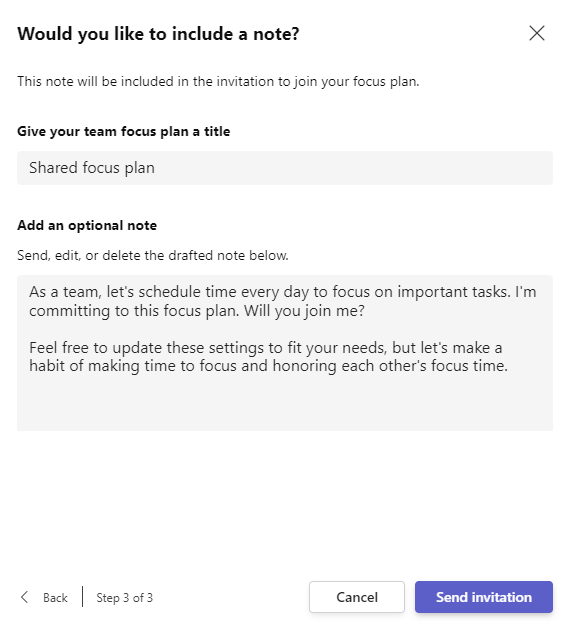 Would you like to include a note?
This note will be included in the invitation to join your focus plan.
Give your team focus plan a title
Shared focus plan
Add an optional note
Send, edit, or delete the drafted note below.
As a team, let's schedule time every day to focus on important tasks. I'm
committing to this focus plan. Will you join me?
Feel free to update these settings to fit your needs, but let's make a
habit of making time to focus and honoring each other's focus time.
Back
Step 3 of 3
Cancel
Send invitation